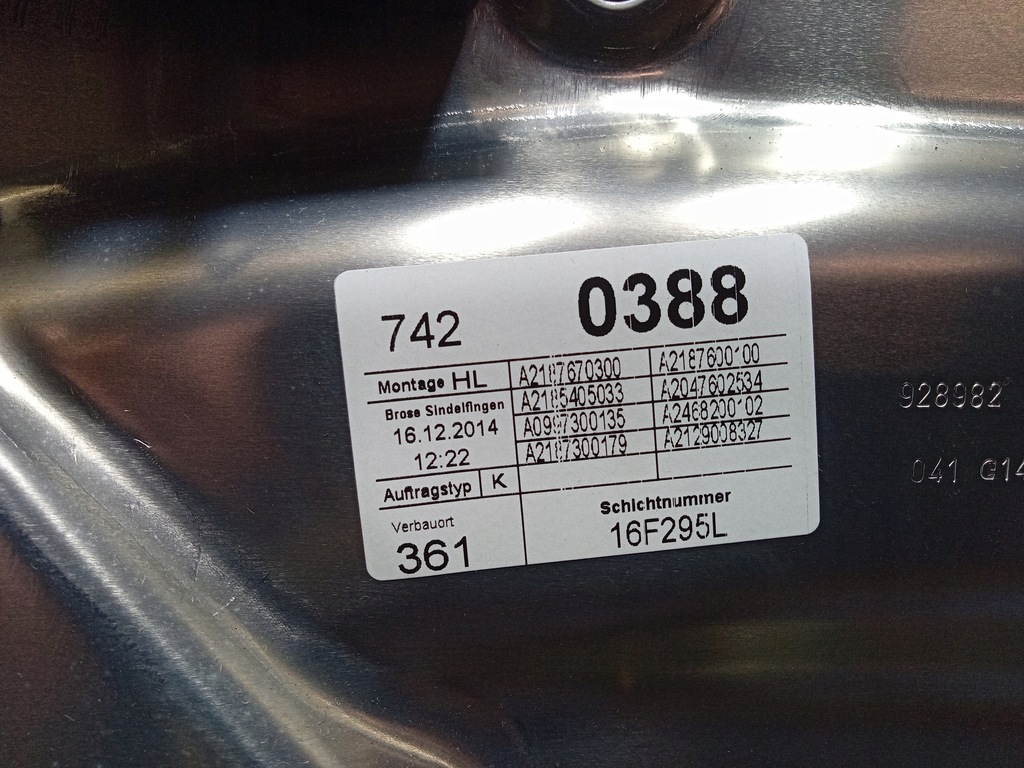 742 0388
Montage HL
A2187670300 A2187600100
A2185405033 A2047602534
A0997300135 A2468200102
A2187300179 A2129008327
Brose Sindelfingen
16.12.2014
12:22
Auftragstyp K
Verbauort
361
Schichtnummer
16F295L
928982
041 G14